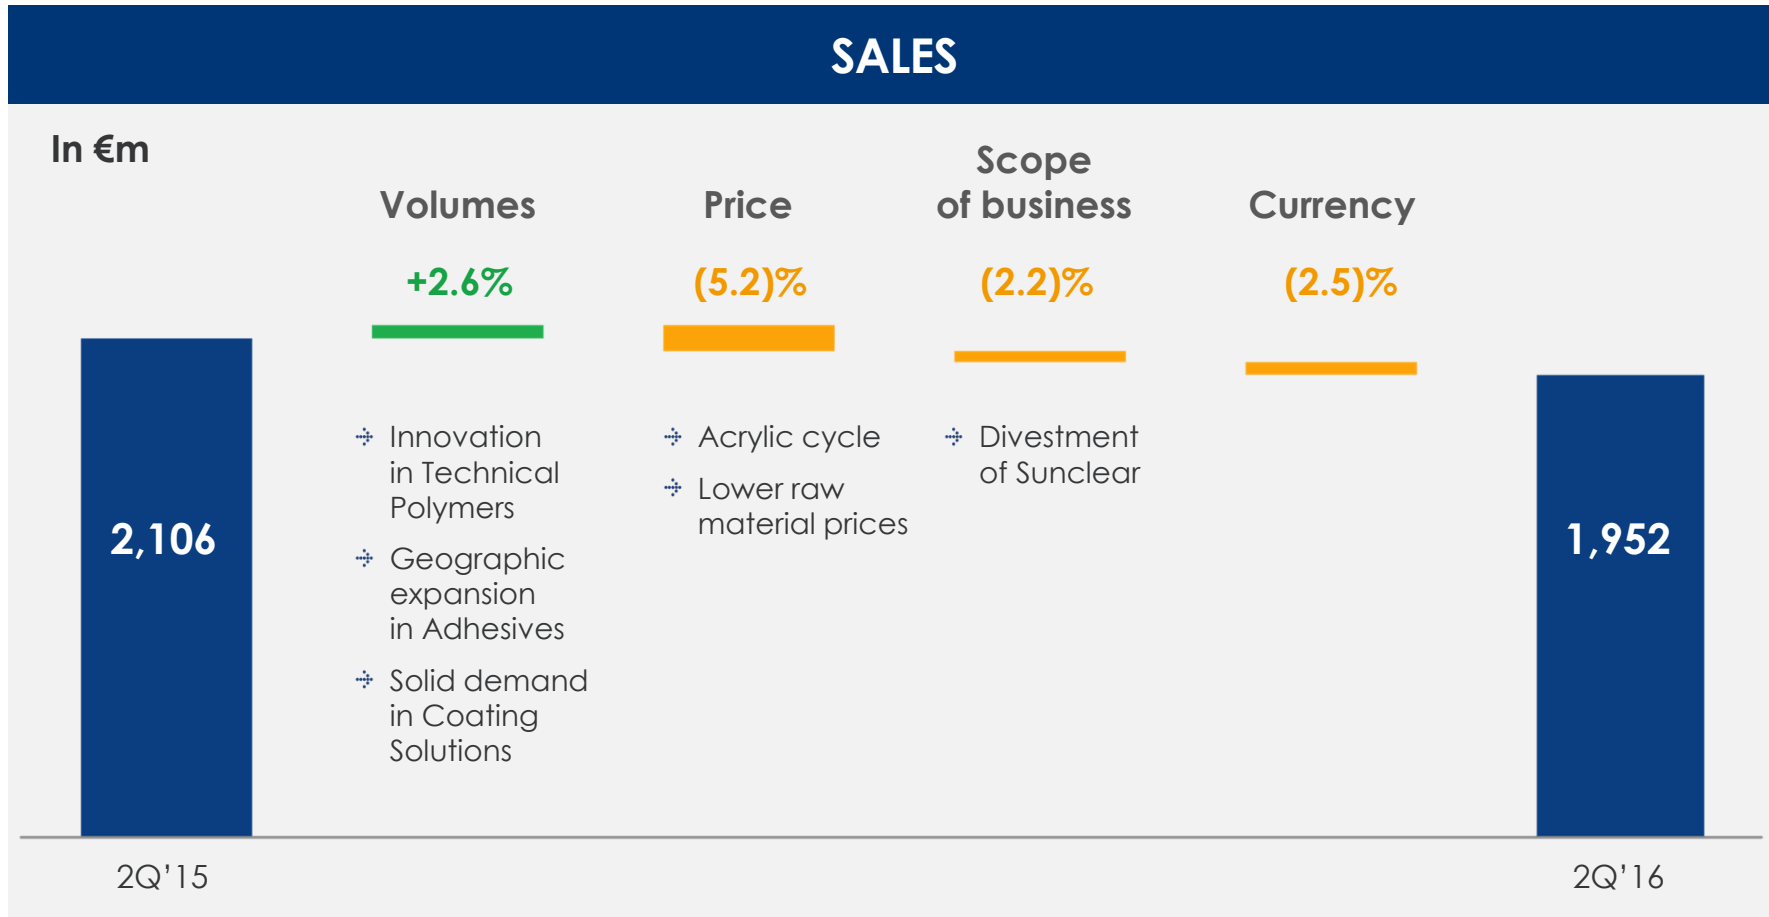 SALES
In €m
Volumes
+2.6%
Innovation
in Technical
Polymers
Geographic
expansion
in Adhesives
Solid demand
in Coating
Solutions
Price
(5.2)%
Acrylic cycle
Lower raw
material prices
Scope
of business
(2.2)%
Divestment
of Sunclear
Currency
(2.5)%
2,106
2Q’15
1,952
2Q’16